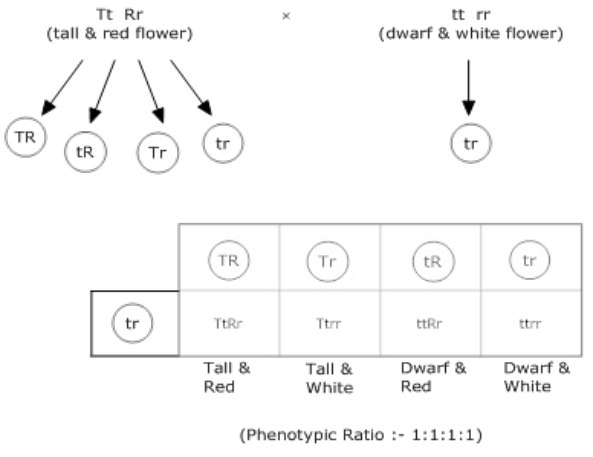 Tt Rr × tt rr
(tall & red flower) (dwarf & white flower)
TR tR Tr tr tr
TR Tr tR tr
tr TtRr Ttrr ttRr ttrr
Tall & Tall & Dwarf & Dwarf &
Red White Red White
(Phenotypic Ratio :- 1:1:1:1)